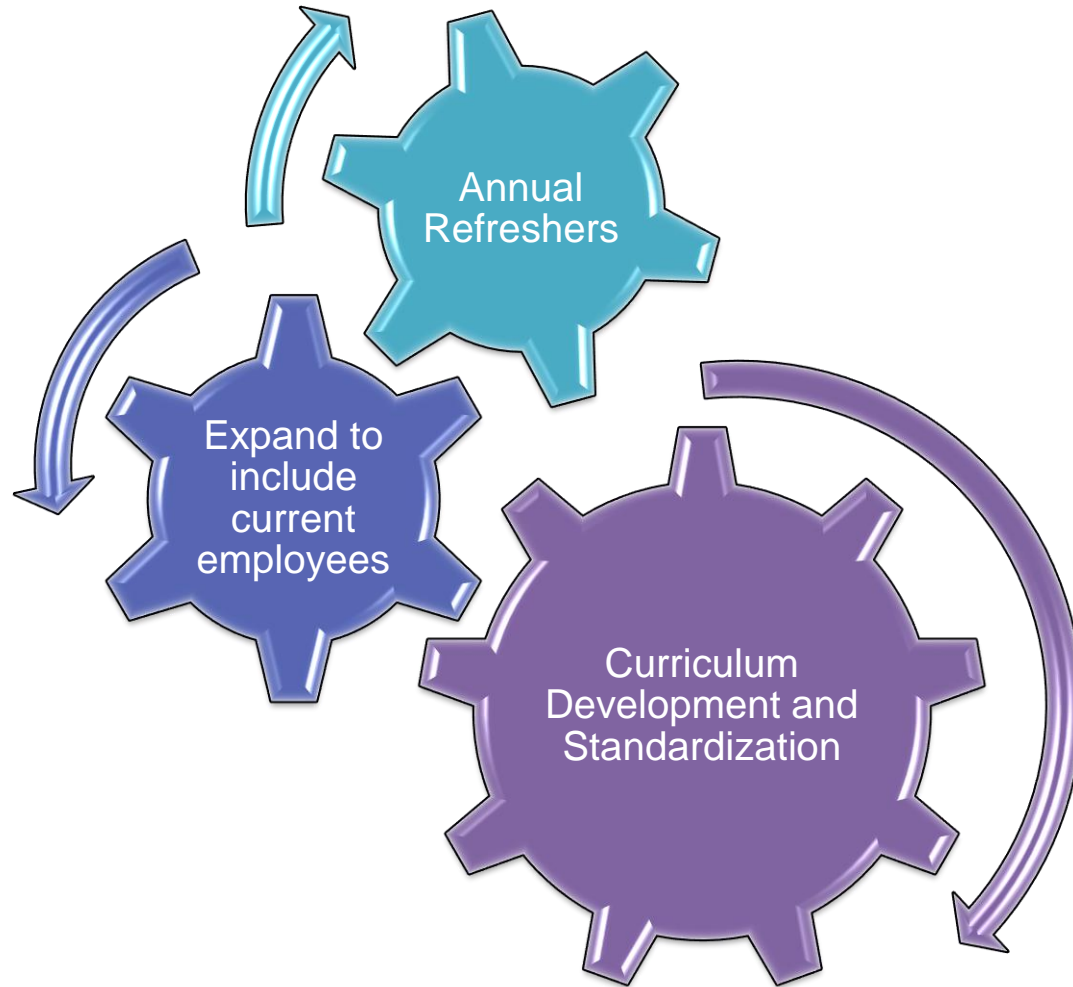 Annual
Refreshers
Expand to
include
current
employees
Curriculum
Development and
Standardization